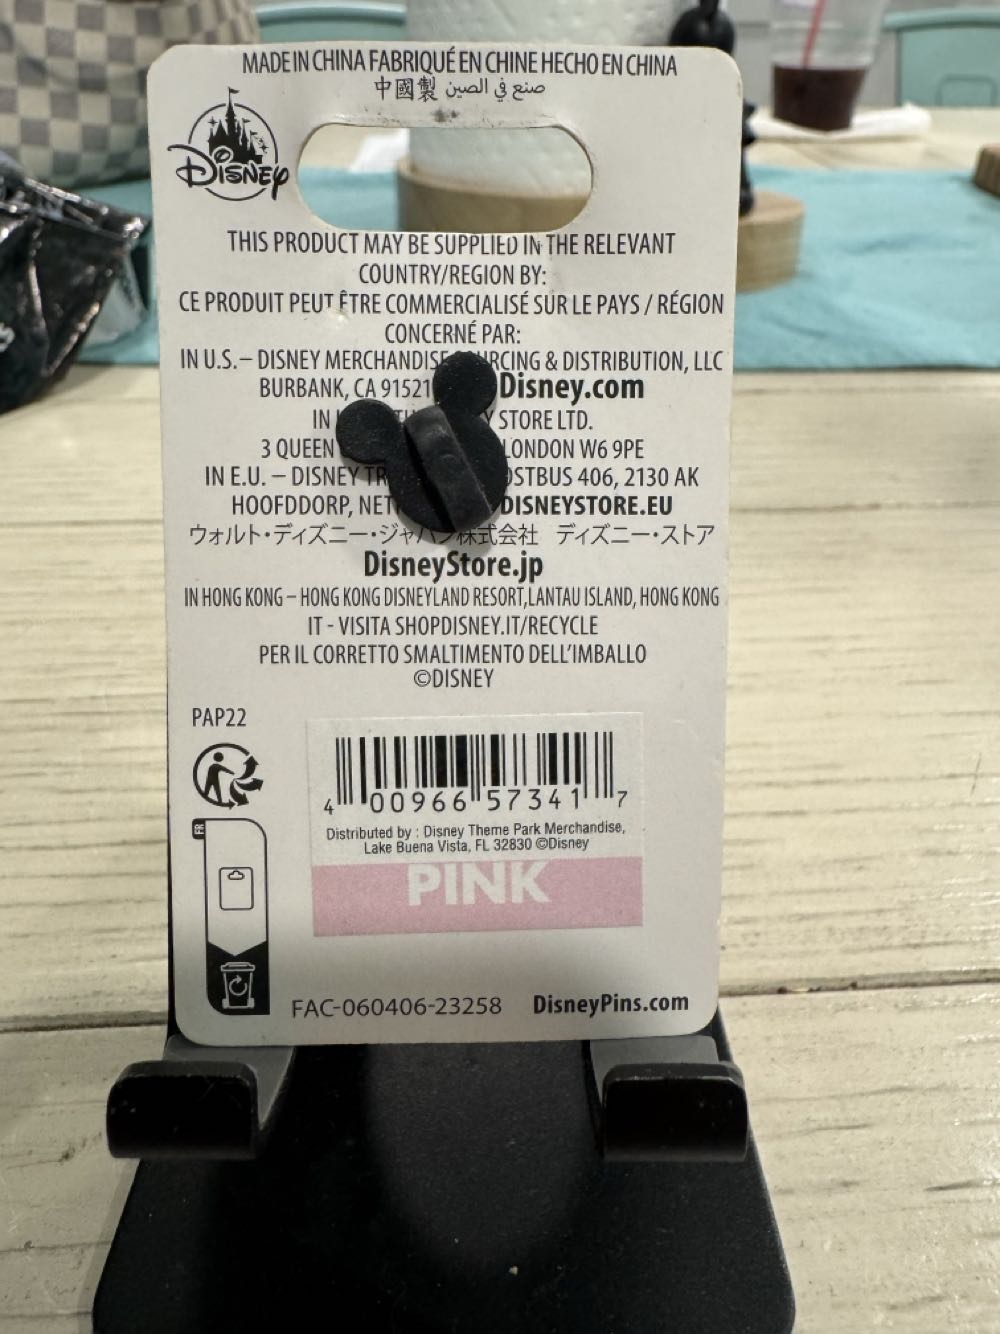 MADE IN CHINA FABRIQUÉ EN CHINE HECHO EN CHINA
中國製 صنع في الصين
Disney
THIS PRODUCT MAY BE SUPPLIED IN THE RELEVANT
COUNTRY/REGION BY:
CE PRODUIT PEUT ÊTRE COMMERCIALISÉ SUR LE PAYS / RÉGION
CONCERNÉ PAR:
IN U.S. – DISNEY MERCHANDISE & DISTRIBUTION, LLC
BURBANK, CA 91521 Disney.com
IN STORE LTD.
3 QUEEN LONDON W6 9PE
IN E.U. – DISNEY 406, 2130 AK
HOOFDDORP, DISNEYSTORE.EU
ウォルト・ディズニー・ジャパン株式会社 ディズニー・ストア
DisneyStore.jp
IN HONG KONG – HONG KONG DISNEYLAND RESORT, LANTAU ISLAND, HONG KONG
IT - VISITA SHOPDISNEY.IT/RECYCLE
PER IL CORRETTO SMALTIMENTO DELL'IMBALLO
©DISNEY
PAP22
4 00966 57341 7
Distributed by : Disney Theme Park Merchandise,
Lake Buena Vista, FL 32830 ©Disney
PINK
FR
FAC-060406-23258 DisneyPins.com